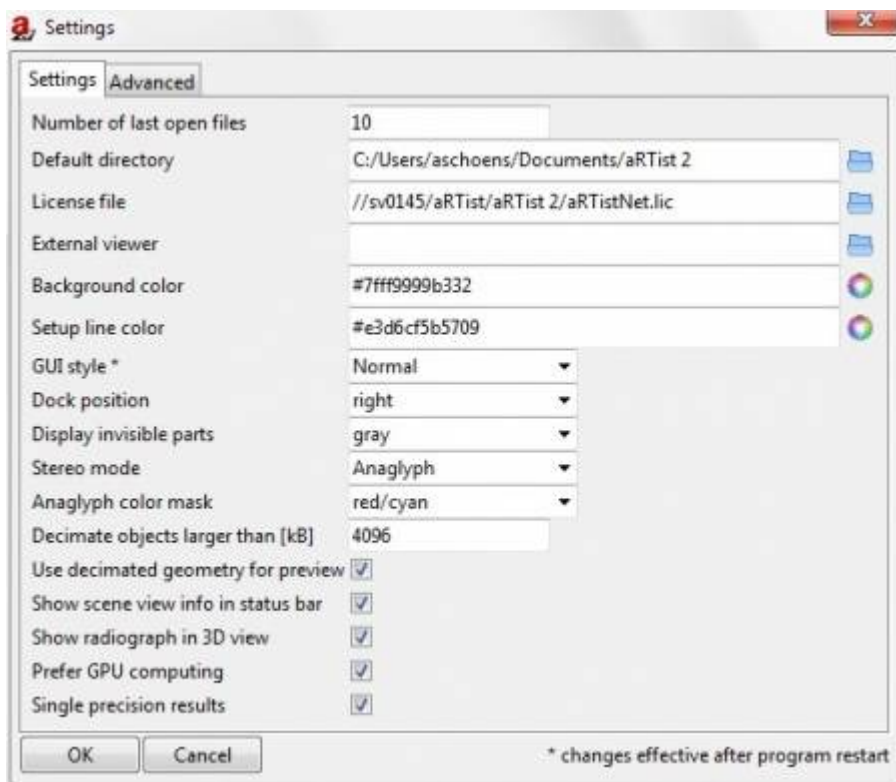 Settings
Settings Advanced
Number of last open files 10
Default directory C:/Users/aschoens/Documents/aRTist 2
License file //sv0145/aRTist/aRTist 2/aRTistNet.lic
External viewer
Background color #7fff9999b332
Setup line color #e3d6cf5b5709
GUI style * Normal
Dock position right
Display invisible parts gray
Stereo mode Anaglyph
Anaglyph color mask red/cyan
Decimate objects larger than [kB] 4096
Use decimated geometry for preview
Show scene view info in status bar
Show radiograph in 3D view
Prefer GPU computing
Single precision results
OK Cancel * changes effective after program restart